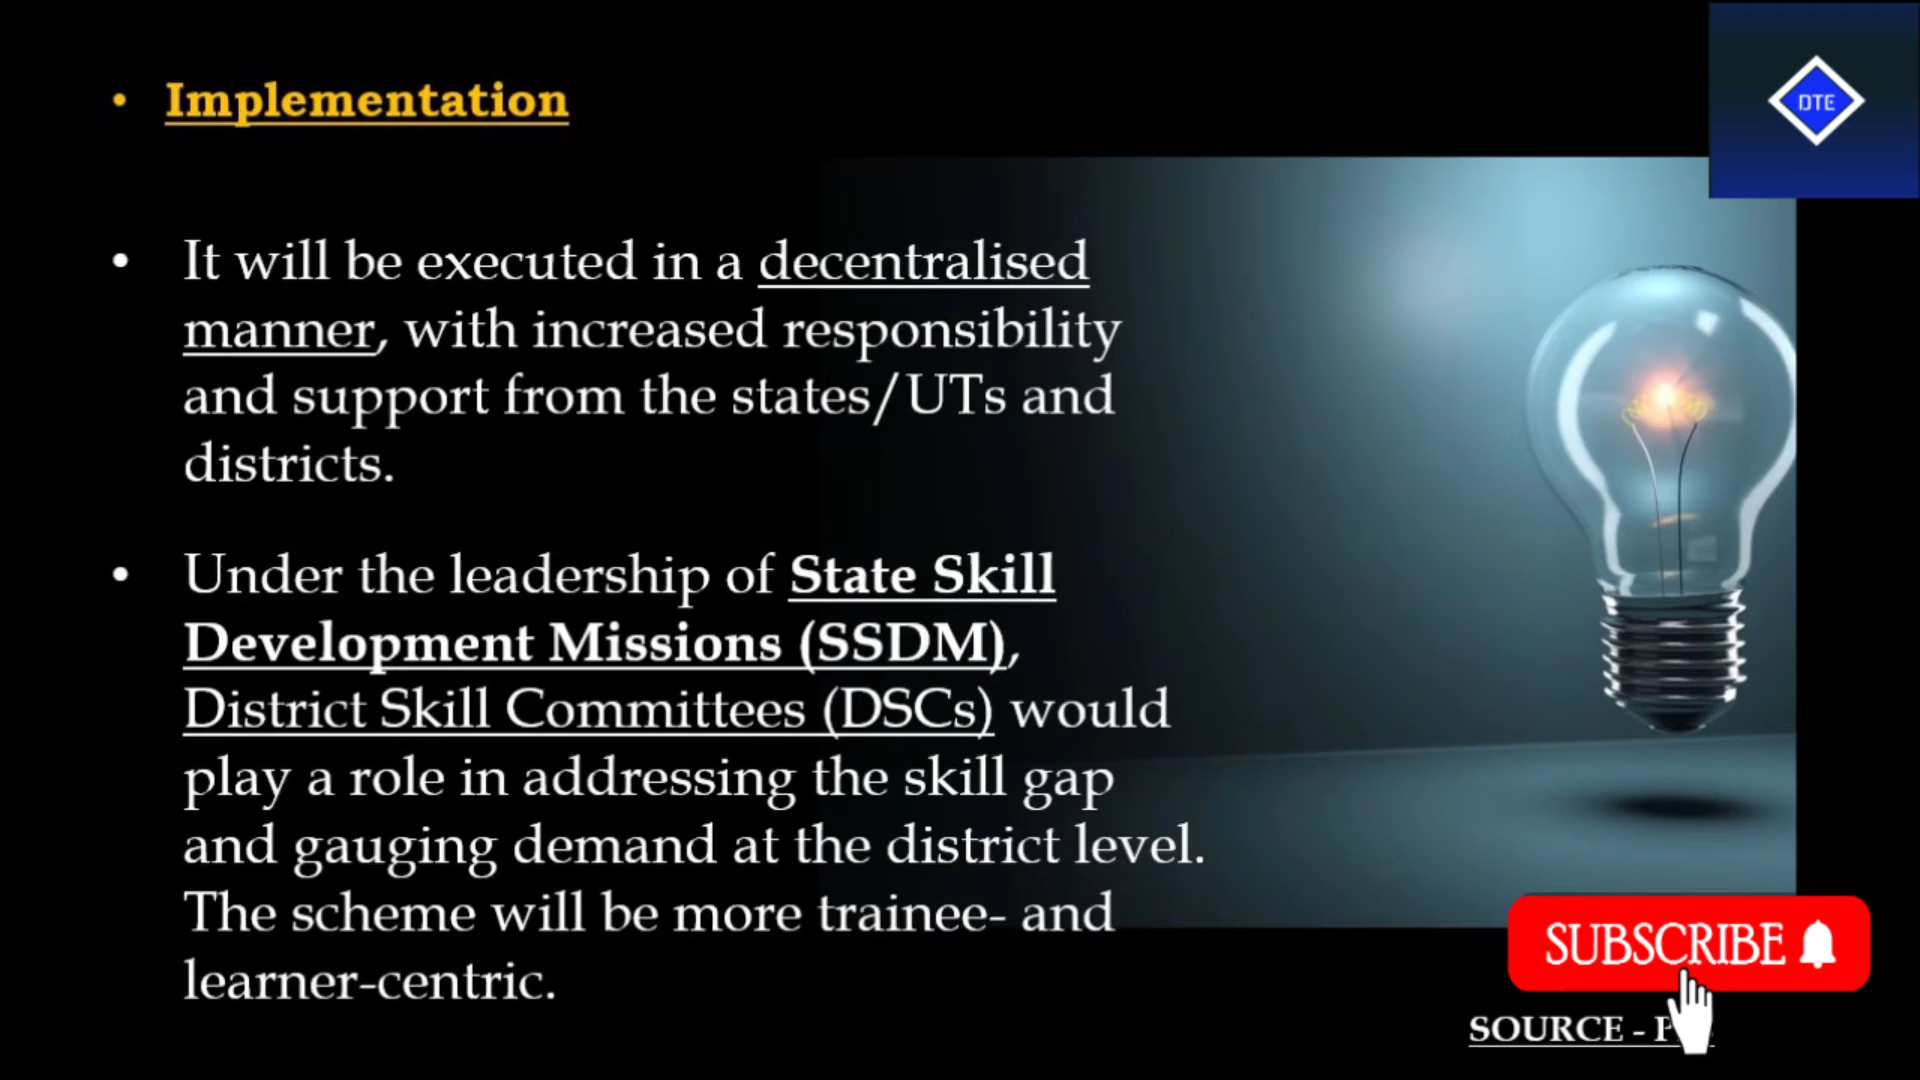 • Implementation
• It will be executed in a decentralised
manner, with increased responsibility
and support from the states/UTs and
districts.
• Under the leadership of State Skill
Development Missions (SSDM),
District Skill Committees (DSCs) would
play a role in addressing the skill gap
and gauging demand at the district level.
The scheme will be more trainee- and
learner-centric.
DTE
SUBSCRIBE
SOURCE -